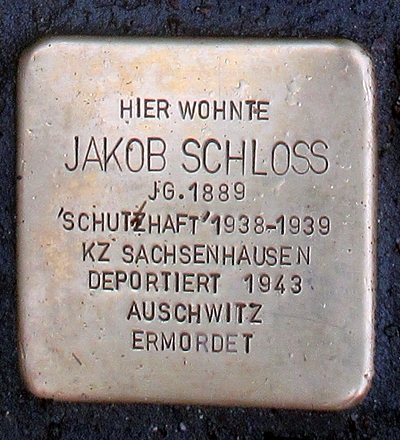 HIER WOHNTE
JAKOB SCHLOSS
JG. 1889
'SCHUTZHAFT' 1938-1939
KZ SACHSENHAUSEN
DEPORTIERT 1943
AUSCHWITZ
ERMORDET